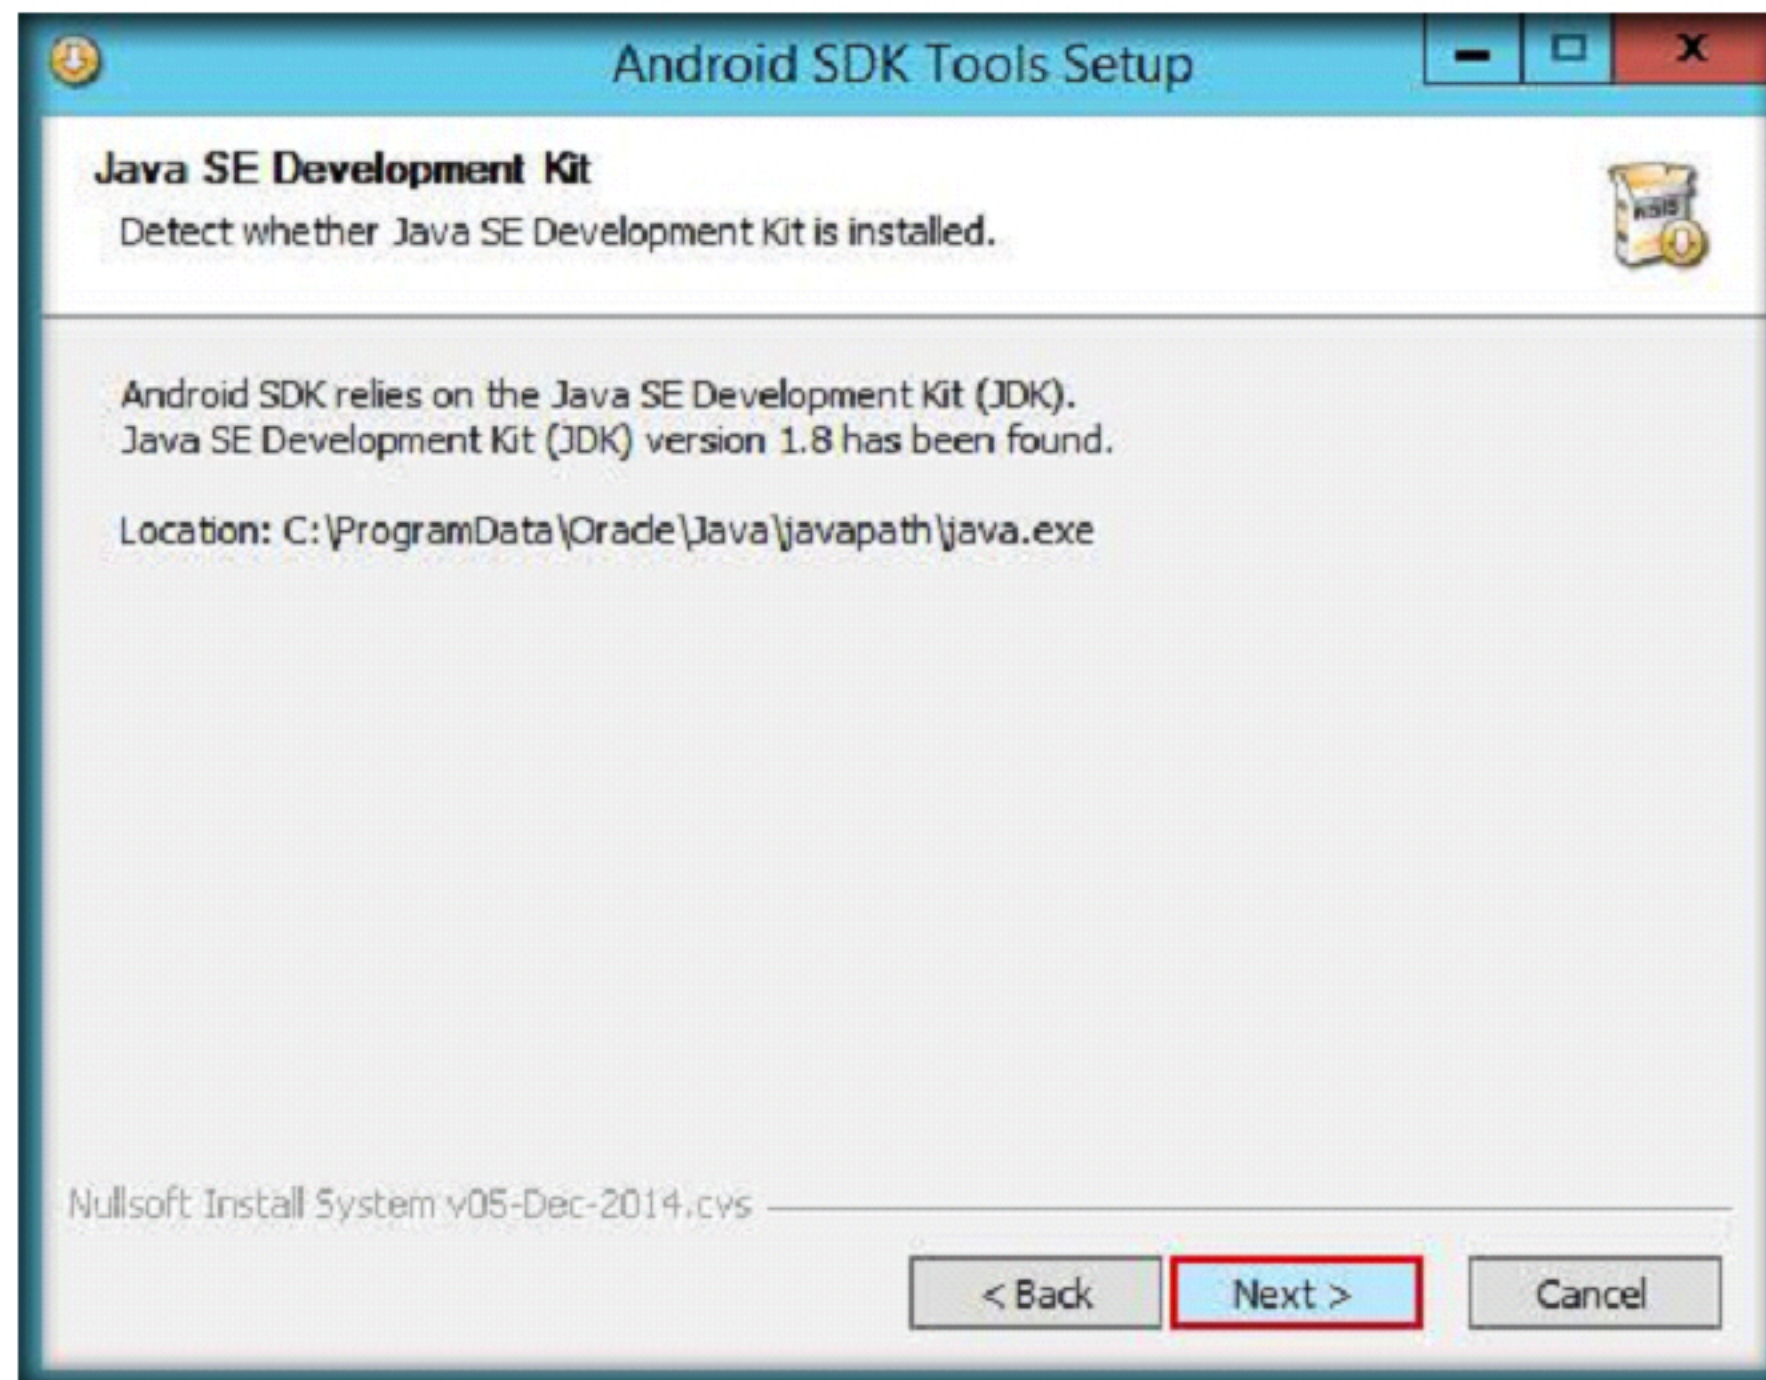 Android SDK Tools Setup
Java SE Development Kit
Detect whether Java SE Development Kit is installed.
NSIS
Android SDK relies on the Java SE Development Kit (JDK).
Java SE Development Kit (JDK) version 1.8 has been found.
Location: C:\ProgramData\Oracle\Java\javapath\java.exe
Nullsoft Install System v05-Dec-2014.cvs
< Back
Next >
Cancel